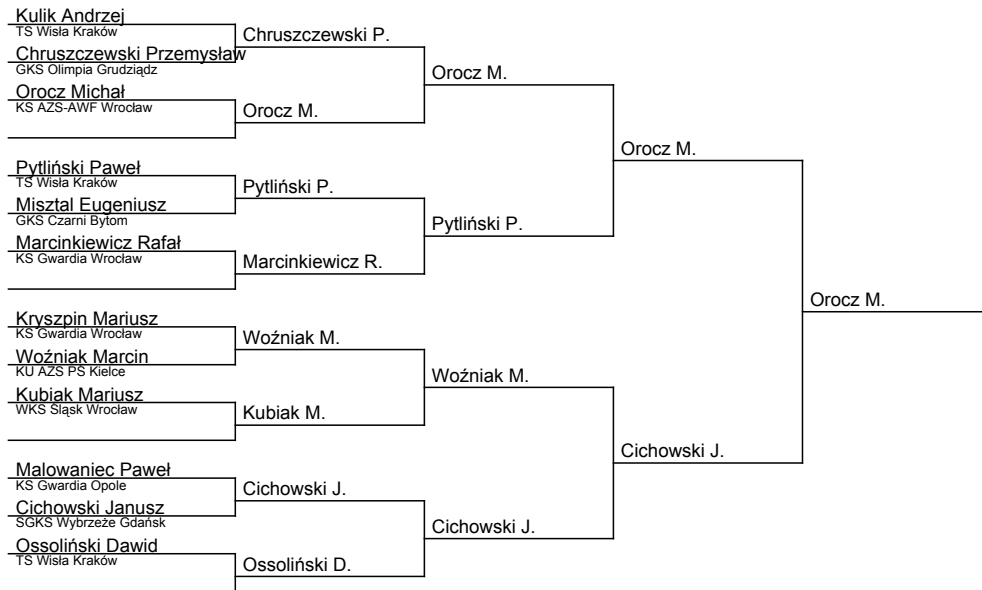 Kulik Andrzej
TS Wisła Kraków
Chruszczewski P.
Chruszczewski Przemysław
GKS Olimpia Grudziądz
Orocz M.
Orocz Michał
KS AZS-AWF Wrocław
Orocz M.
Orocz M.
Pytliński Paweł
TS Wisła Kraków
Pytliński P.
Misztal Eugeniusz
GKS Czarni Bytom
Pytliński P.
Marcinkiewicz Rafał
KS Gwardia Wrocław
Marcinkiewicz R.
Orocz M.
Kryszpin Mariusz
KS Gwardia Wrocław
Woźniak M.
Woźniak Marcin
KU AZS PŚ Kielce
Woźniak M.
Kubiak Mariusz
WKS Śląsk Wrocław
Kubiak M.
Cichowski J.
Malowaniec Paweł
KS Gwardia Opole
Cichowski J.
Cichowski Janusz
SGKS Wybrzeże Gdańsk
Cichowski J.
Ossoliński Dawid
TS Wisła Kraków
Ossoliński D.